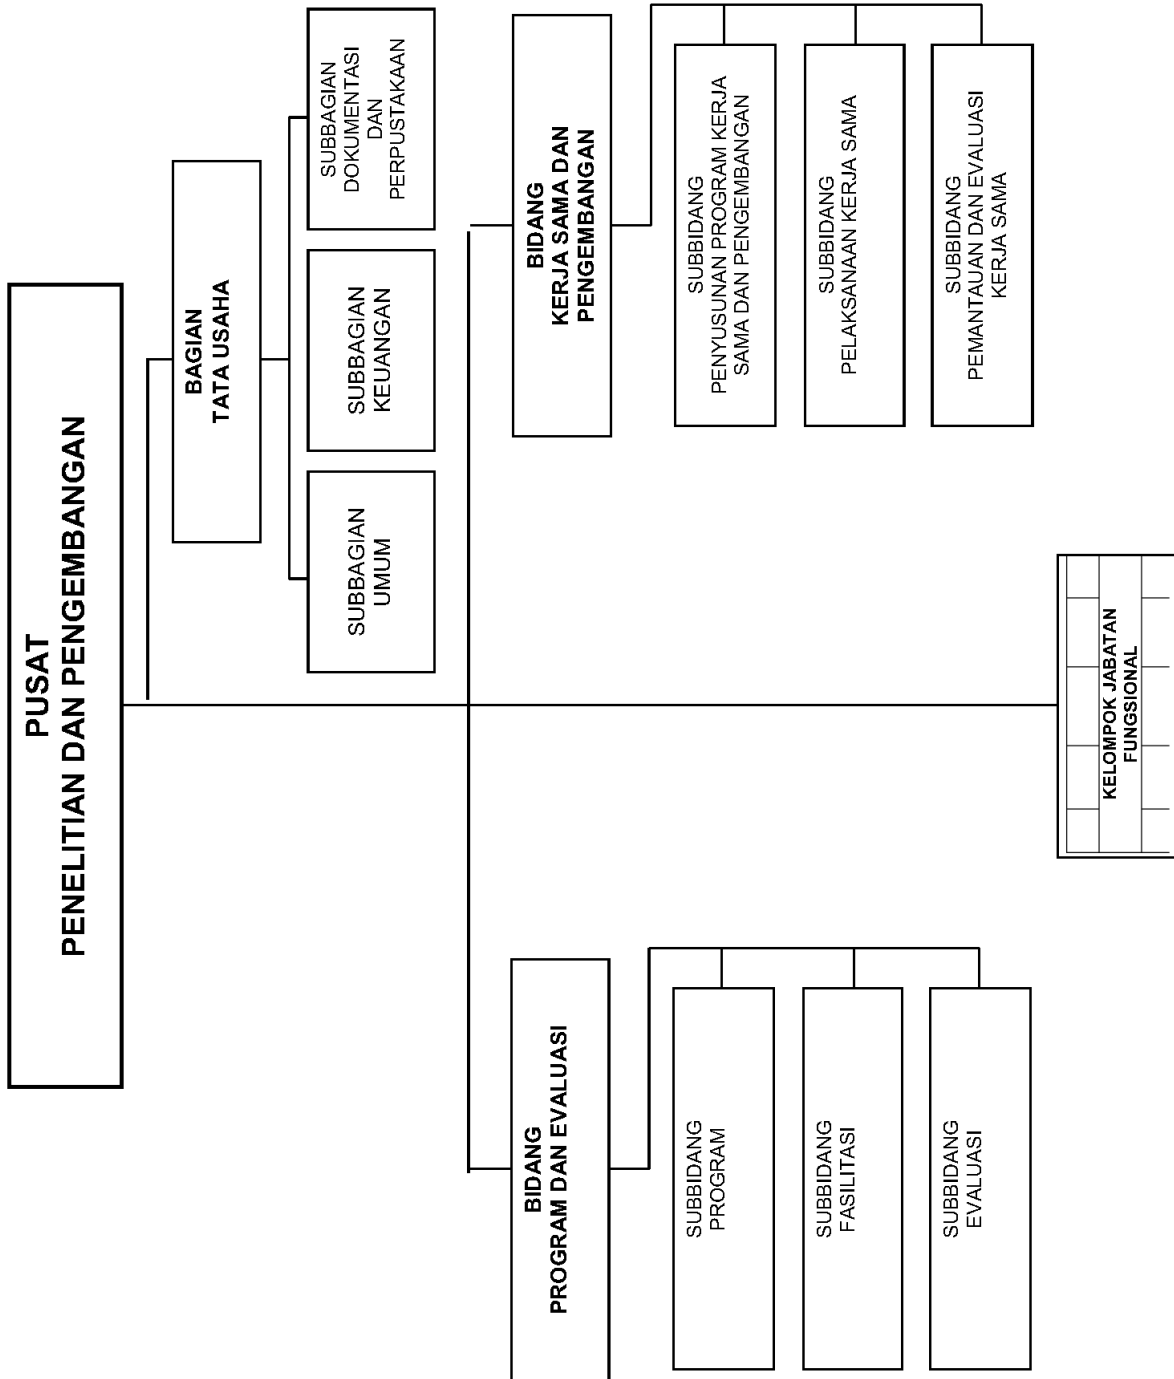 PUSAT
PENELITIAN DAN PENGEMBANGAN
BAGIAN
TATA USAHA
SUBBAGIAN
UMUM
SUBBAGIAN
KEUANGAN
SUBBAGIAN
DOKUMENTASI
DAN
PERPUSTAKAAN
BIDANG
PROGRAM DAN EVALUASI
SUBBIDANG
PROGRAM
SUBBIDANG
FASILITASI
SUBBIDANG
EVALUASI
BIDANG
KERJA SAMA DAN
PENGEMBANGAN
SUBBIDANG
PENYUSUNAN PROGRAM KERJA
SAMA DAN PENGEMBANGAN
SUBBIDANG
PELAKSANAAN KERJA SAMA
SUBBIDANG
PEMANTAUAN DAN EVALUASI
KERJA SAMA
KELOMPOK JABATAN
FUNGSIONAL